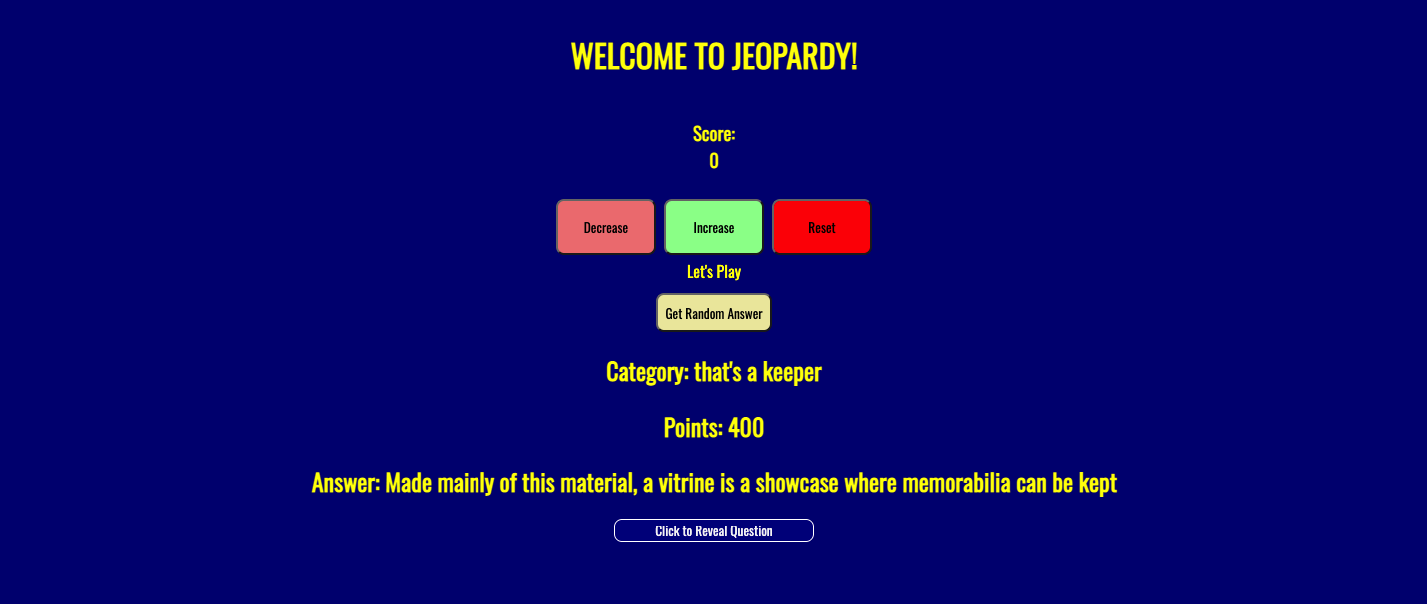 WELCOME TO JEOPARDY!
Score:
0
Decrease Increase Reset
Let's Play
Get Random Answer
Category: that's a keeper
Points: 400
Answer: Made mainly of this material, a vitrine is a showcase where memorabilia can be kept
Click to Reveal Question